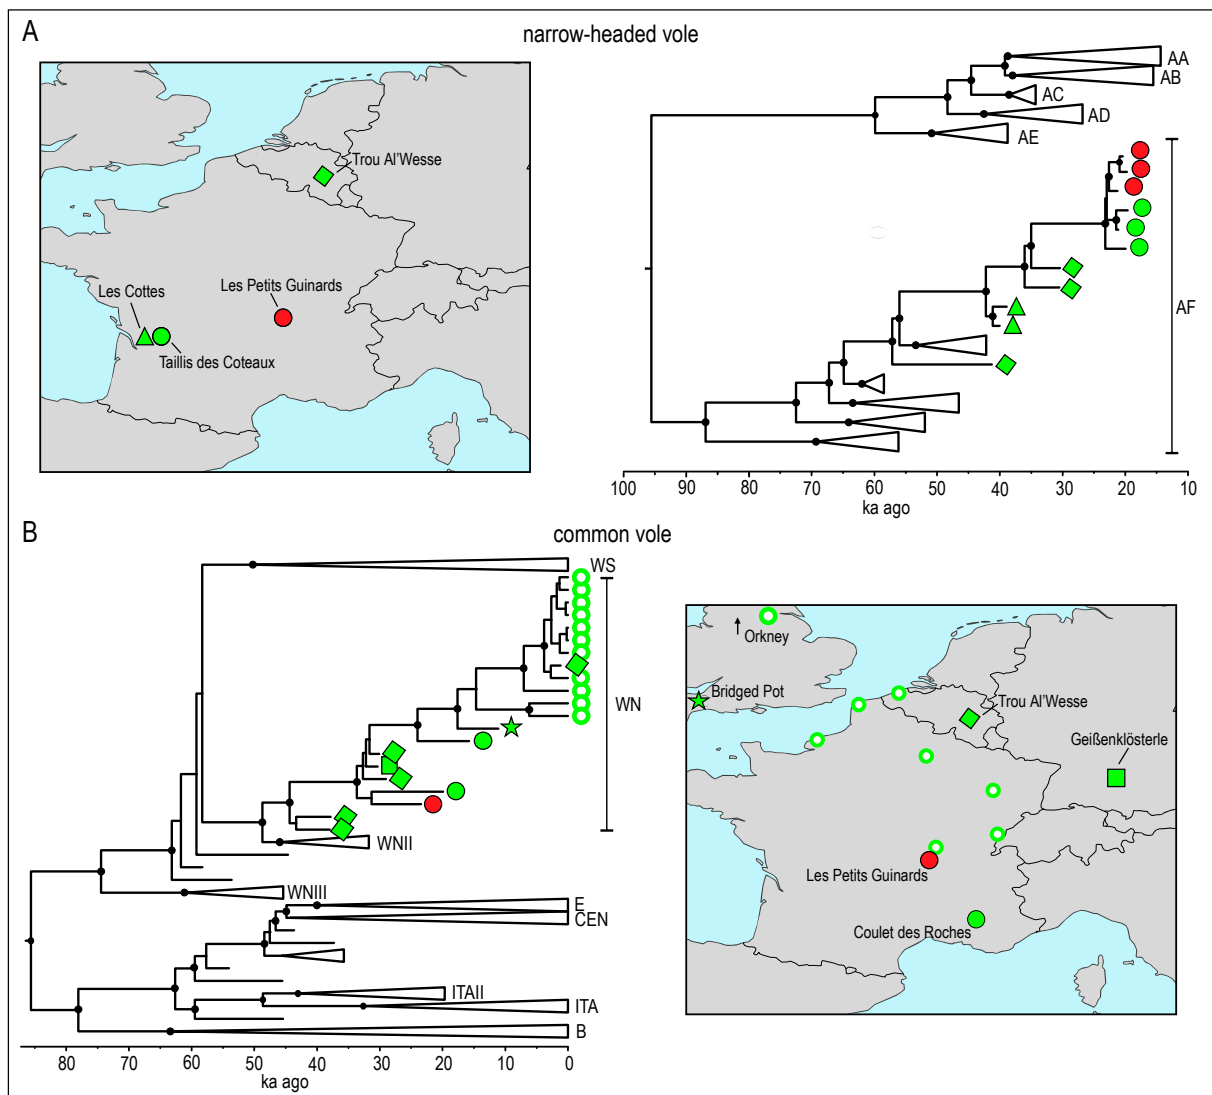 A
narrow-headed vole
Trou Al'Wesse
Les Cottes
Les Petits Guinards
Taillis des Coteaux
AA
AB
AC
AD
AE
AF
100 90 80 70 60 50 40 30 20 10
ka ago
B
common vole
WS
WN
WNII
WNIII
E
CEN
ITAII
ITA
B
80 70 60 50 40 30 20 10 0
ka ago
Orkney
Bridged Pot
Trou Al'Wesse
Geißenklösterle
Les Petits Guinards
Coulet des Roches